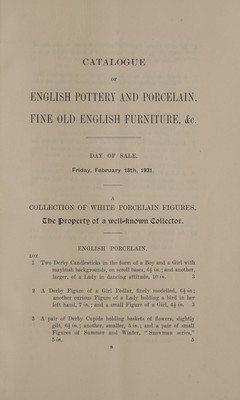 CATALOGUE
OF
ENGLISH POTTERY AND PORCELAIN,
FINE OLD ENGLISH FURNITURE, &c.
DAY OF SALE.
Friday, February 13th, 1931.
A
COLLECTION OF WHITE PORCELAIN FIGURES,
The Property of a well-known Collector.
ENGLISH PORCELAIN.
LOT
1 Two Derby Candlesticks in the form of a Boy and a Girl with
maybush backgrounds, on scroll bases, 6½ in.; and another,
larger, of a Lady in dancing attitude, 10 in. 3
2 A Derby Figure of a Girl Pedlar, finely modelled, 6½ in;
another curious Figure of a Lady holding a bird in her
left hand, 7 in.; and a small Figure of a Girl, 4½ in. 3
3 A pair of Derby Cupids holding baskets of flowers, slightly
gilt, 6½ in.; another, smaller, 5 in.; and a pair of small
Figures of Summer and Winter, "Snowman series,"
5 in. 5